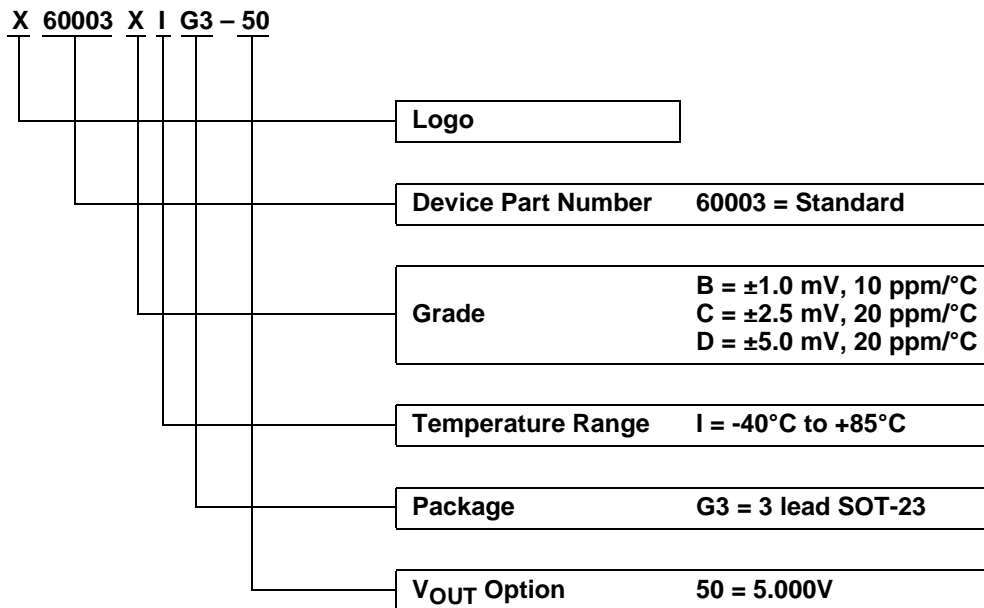 X 60003 X I G3 – 50
Logo
Device Part Number 60003 = Standard
Grade
B = ±1.0 mV, 10 ppm/°C
C = ±2.5 mV, 20 ppm/°C
D = ±5.0 mV, 20 ppm/°C
Temperature Range I = -40°C to +85°C
Package G3 = 3 lead SOT-23
VOUT Option 50 = 5.000V